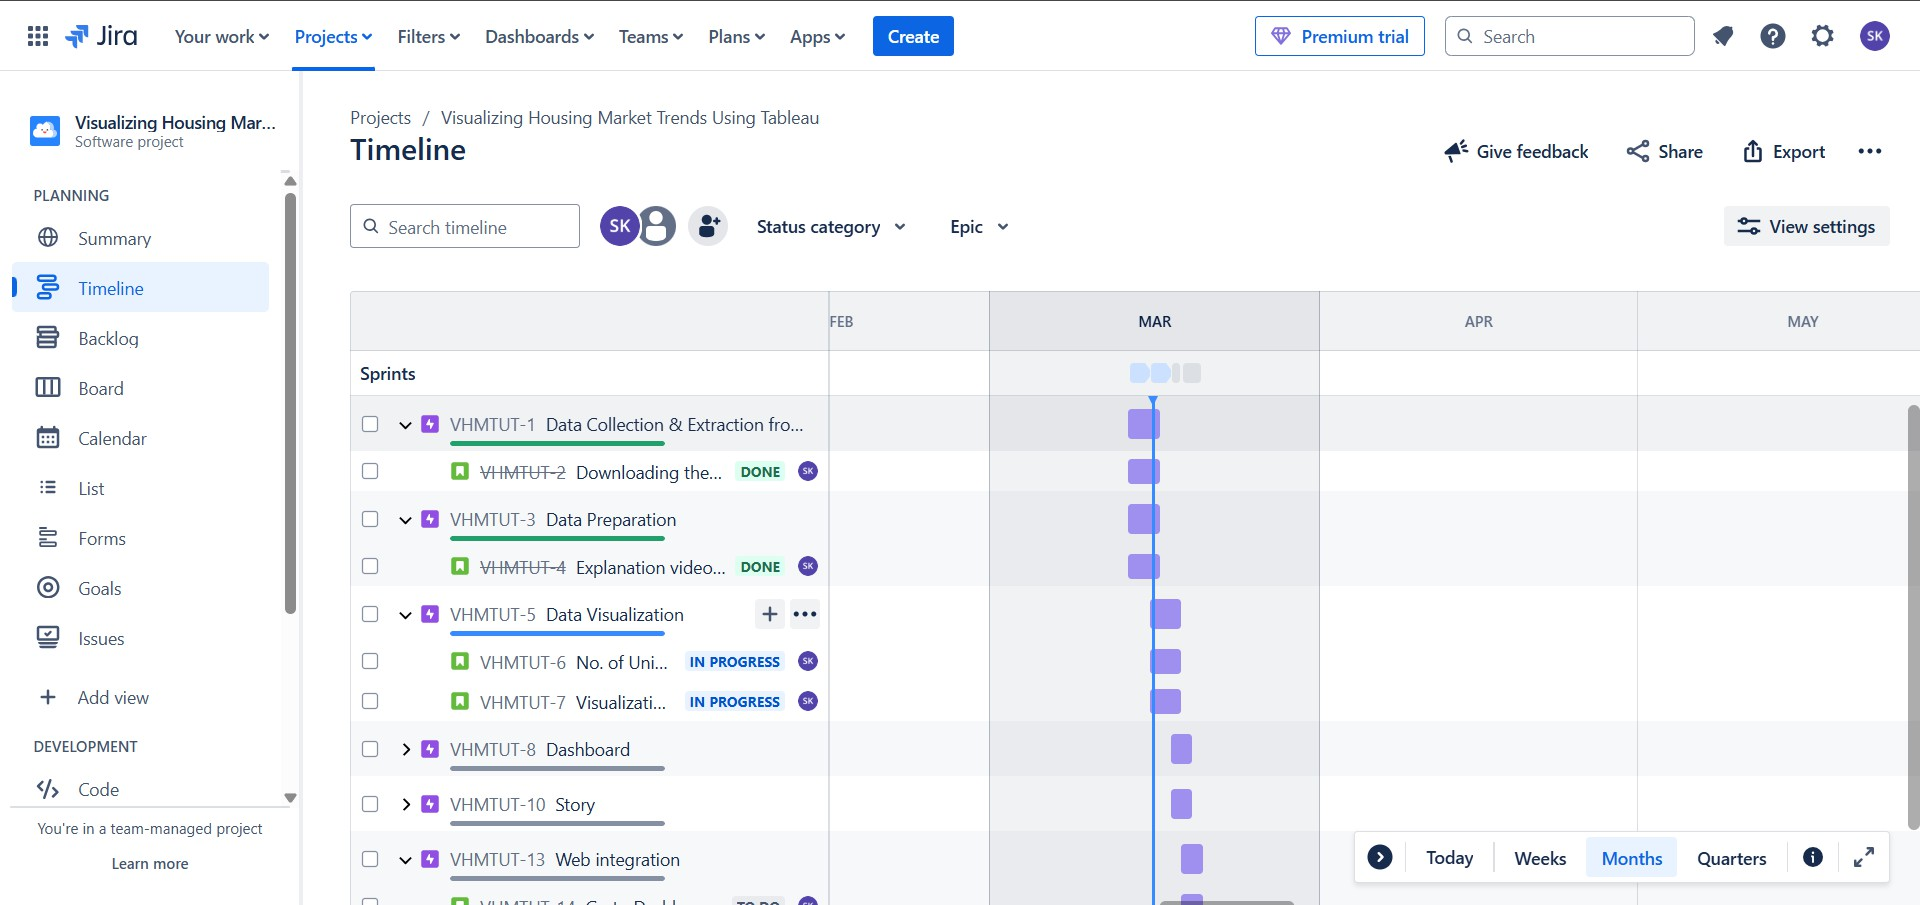 Jira
Your work
Projects
Filters
Dashboards
Teams
Plans
Apps
Create
Premium trial
Search
SK
Visualizing Housing Mar...
Software project
PLANNING
Summary
Timeline
Backlog
Board
Calendar
List
Forms
Goals
Issues
Add view
DEVELOPMENT
Code
You're in a team-managed project
Learn more
Projects / Visualizing Housing Market Trends Using Tableau
Timeline
Give feedback
Share
Export
Search timeline
SK
Status category
Epic
View settings
FEB MAR APR MAY
Sprints
VHMTUT-1 Data Collection & Extraction fro...
VHMTUT-2 Downloading the... DONE SK
VHMTUT-3 Data Preparation
VHMTUT-4 Explanation video... DONE SK
VHMTUT-5 Data Visualization
VHMTUT-6 No. of Uni... IN PROGRESS SK
VHMTUT-7 Visualizati... IN PROGRESS SK
VHMTUT-8 Dashboard
VHMTUT-10 Story
VHMTUT-13 Web integration
Today Weeks Months Quarters